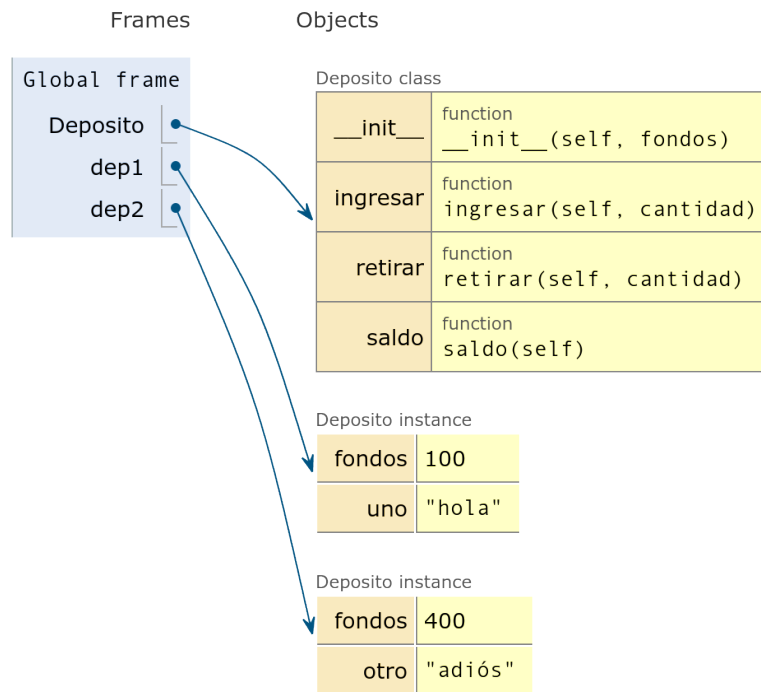 Frames Objects
Global frame
Deposito
dep1
dep2
Deposito class
__init__ function
__init__(self, fondos)
ingresar function
ingresar(self, cantidad)
retirar function
retirar(self, cantidad)
saldo function
saldo(self)
Deposito instance
fondos 100
uno "hola"
Deposito instance
fondos 400
otro "adiós"